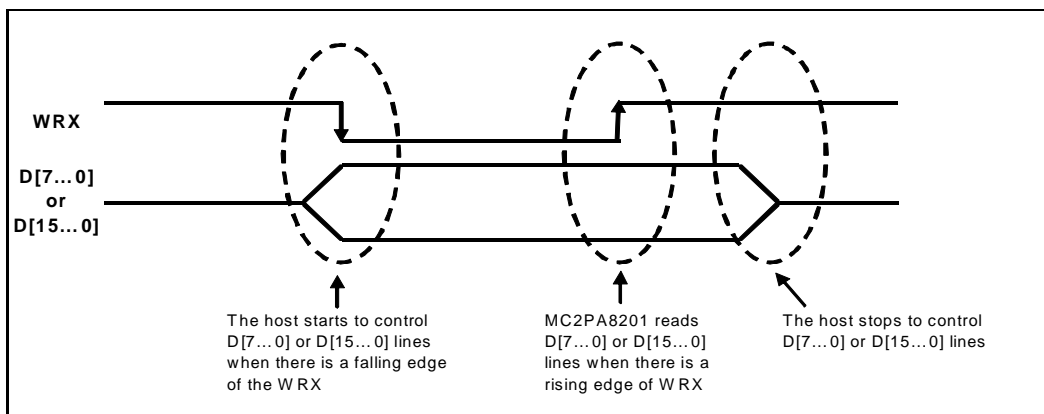 WRX
D[7...0]
or
D[15...0]
The host starts to control
D[7...0] or D[15...0] lines
when there is a falling edge
of the WRX
MC2PA8201 reads
D[7...0] or D[15...0]
lines when there is a
rising edge of WRX
The host stops to control
D[7...0] or D[15...0] lines